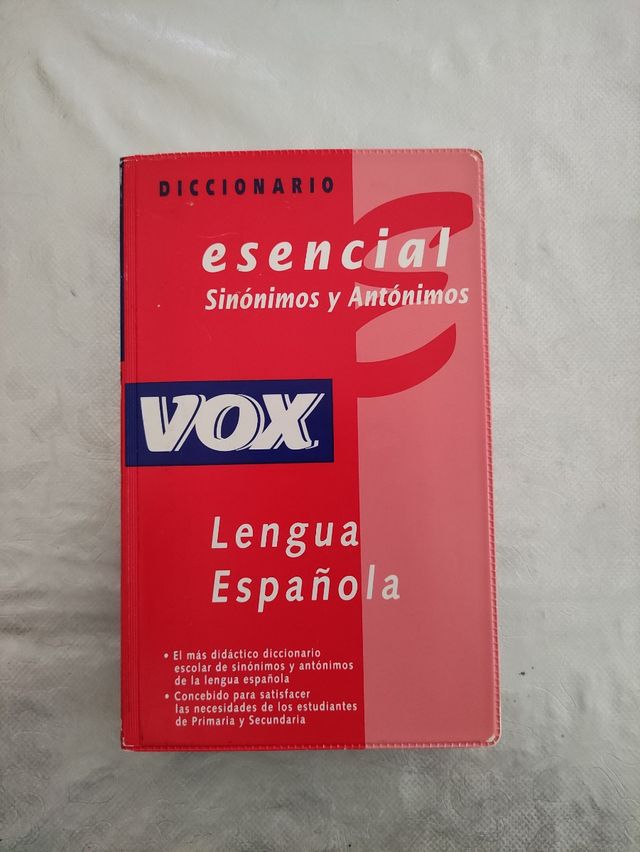 DICCIONARIO
esencial
Sinónimos y Antónimos
VOX
Lengua
Española
• El más didáctico diccionario
escolar de sinónimos y antónimos
de la lengua española
• Concebido para satisfacer
las necesidades de los estudiantes
de Primaria y Secundaria